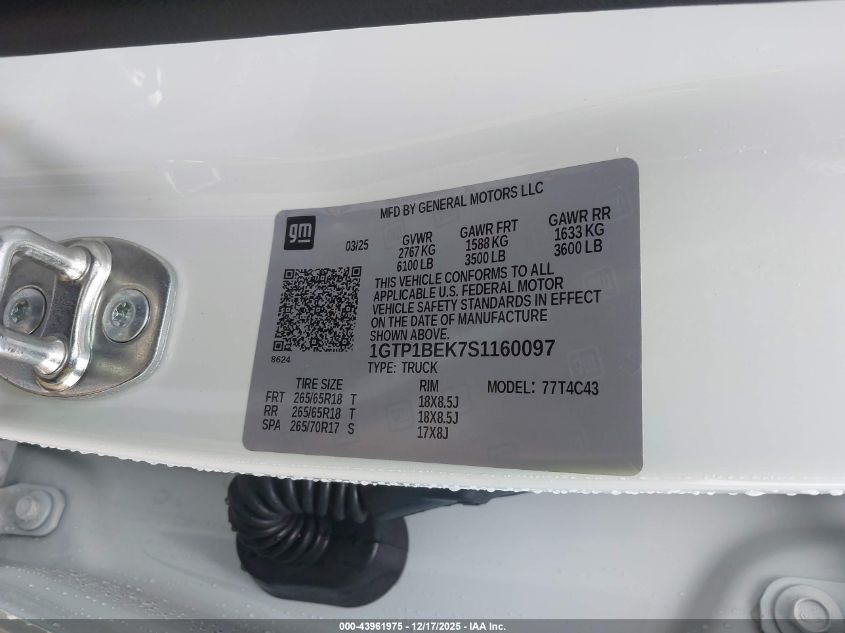 MFD BY GENERAL MOTORS LLC
gm
03/25 GVWR GAWR FRT GAWR RR
2767 KG 1588 KG 1633 KG
6100 LB 3500 LB 3600 LB
THIS VEHICLE CONFORMS TO ALL
APPLICABLE U.S. FEDERAL MOTOR
VEHICLE SAFETY STANDARDS IN EFFECT
ON THE DATE OF MANUFACTURE
SHOWN ABOVE.
8624
1GTP1BEK7S1160097
TYPE: TRUCK
TIRE SIZE RIM MODEL: 77T4C43
FRT 265/65R18 T 18X8.5J
RR 265/65R18 T 18X8.5J
SPA 265/70R17 S 17X8J
000-43961975 — 12/17/2025 — IAA Inc.